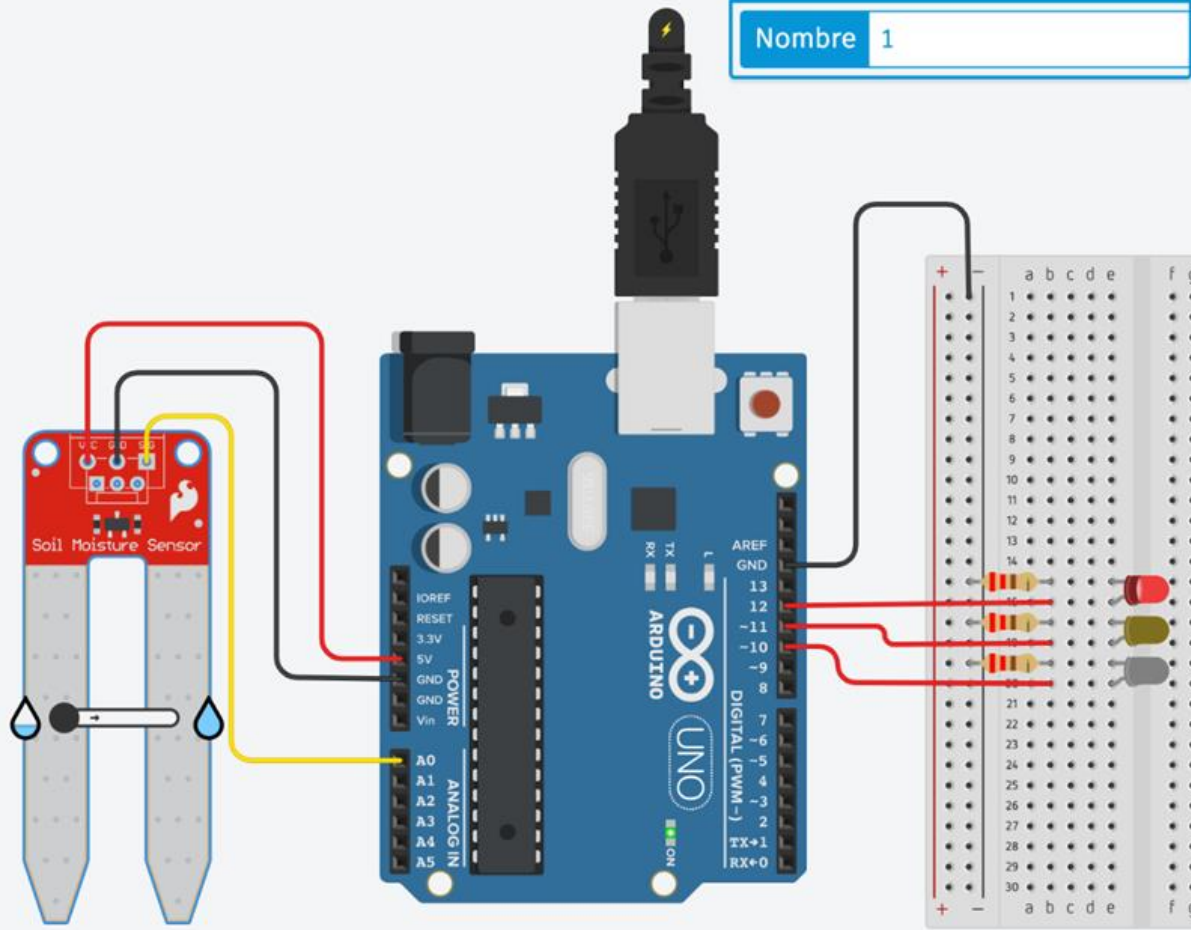 Nombre 1
V C G D S G
Soil Moisture Sensor
RX TX L
AREF
GND
13
12
~11
~10
~9
8
7
~6
~5
4
~3
2
TX→1
RX←0
DIGITAL (PWM~)
ARDUINO
UNO
ON
IOREF
RESET
3.3V
5V
GND
GND
Vin
POWER
A0
A1
A2
A3
A4
A5
ANALOG IN
+ − a b c d e f
1
2
3
4
5
6
7
8
9
10
11
12
13
14
21
22
23
24
25
26
27
28
29
30
+ − a b c d e f